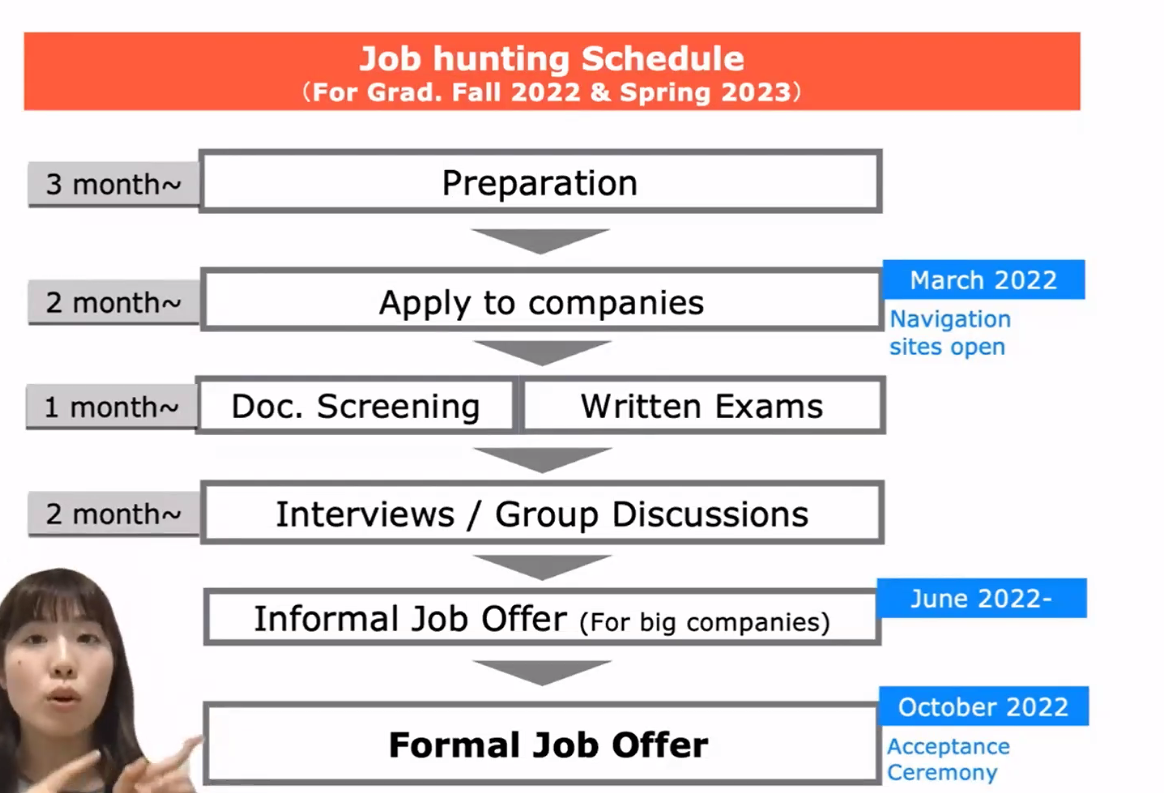 Job hunting Schedule
（For Grad. Fall 2022 & Spring 2023）
3 month~
Preparation
2 month~
Apply to companies
March 2022
Navigation
sites open
1 month~
Doc. Screening
Written Exams
2 month~
Interviews / Group Discussions
Informal Job Offer (For big companies)
June 2022-
Formal Job Offer
October 2022
Acceptance
Ceremony